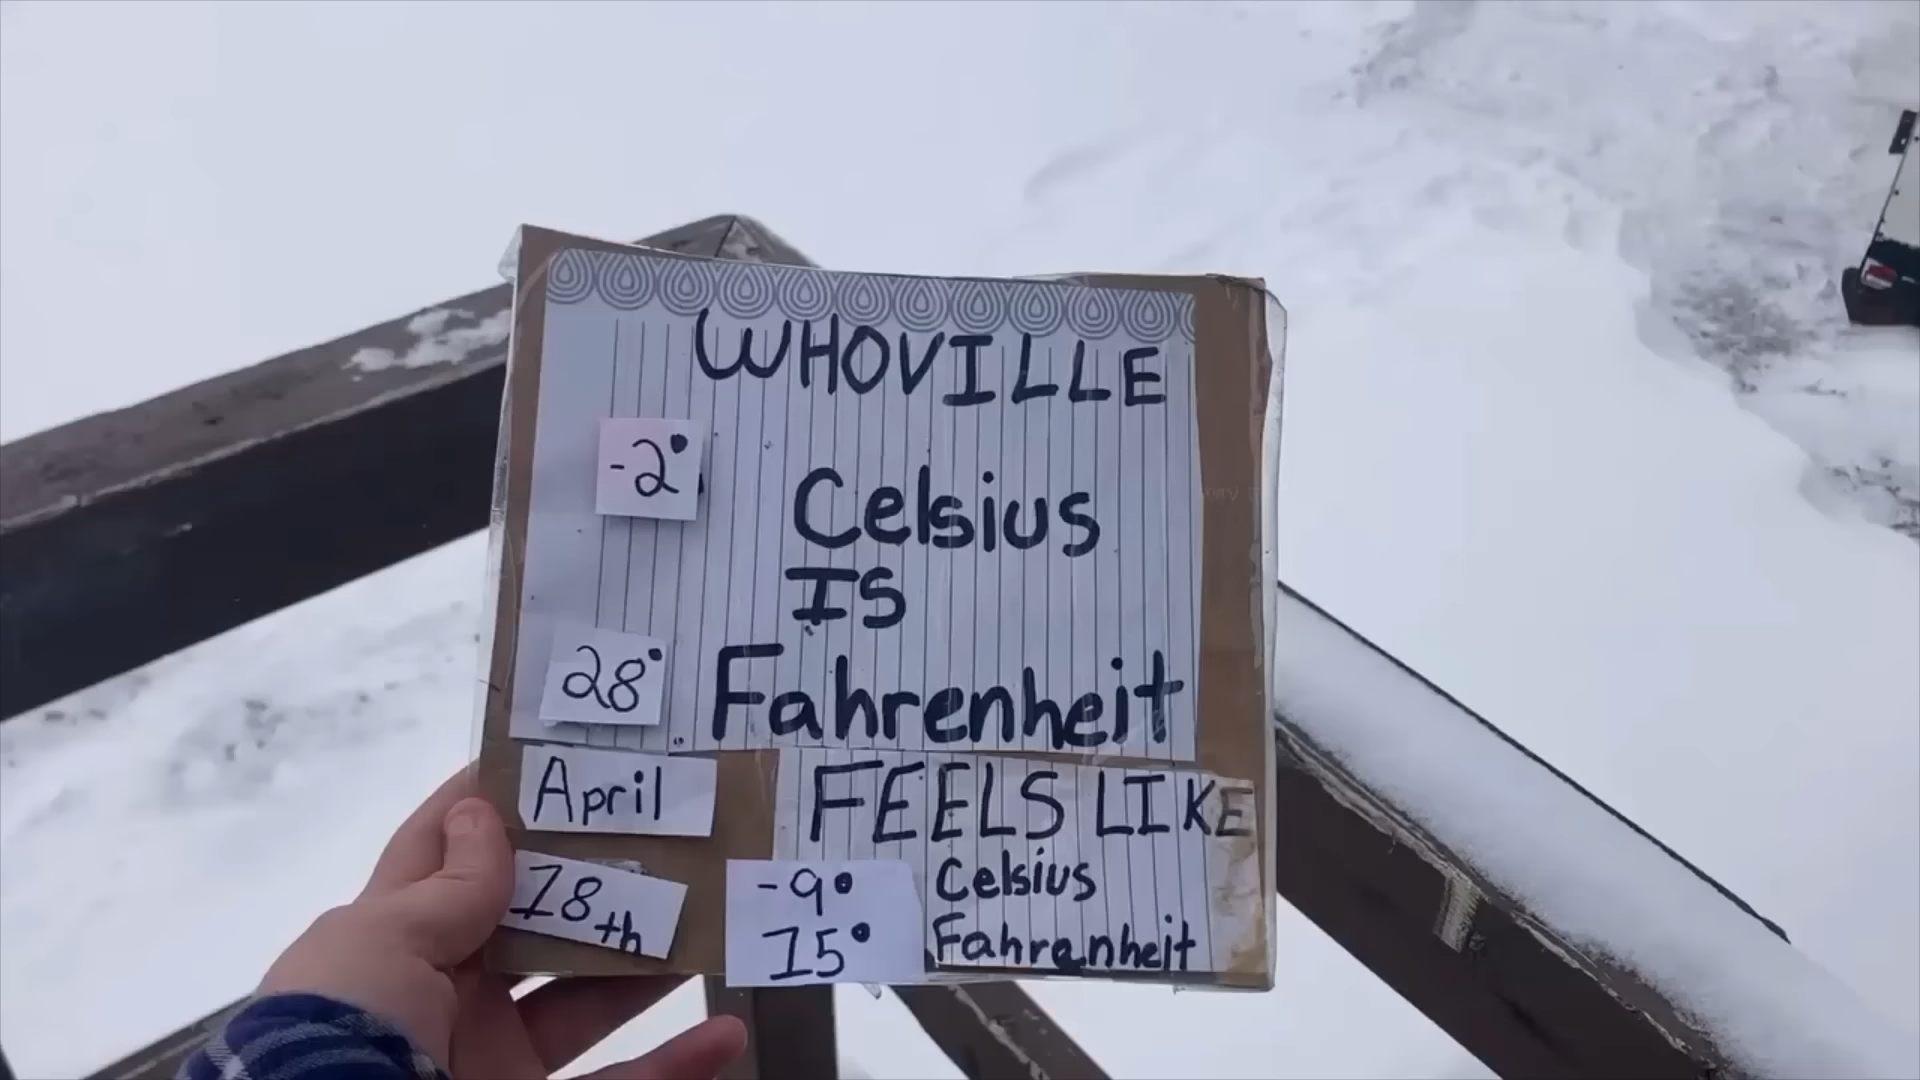 WHOVILLE
-2° Celsius
IS
28° Fahrenheit
April
18th
FEELS LIKE
-9° Celsius
15° Fahrenheit